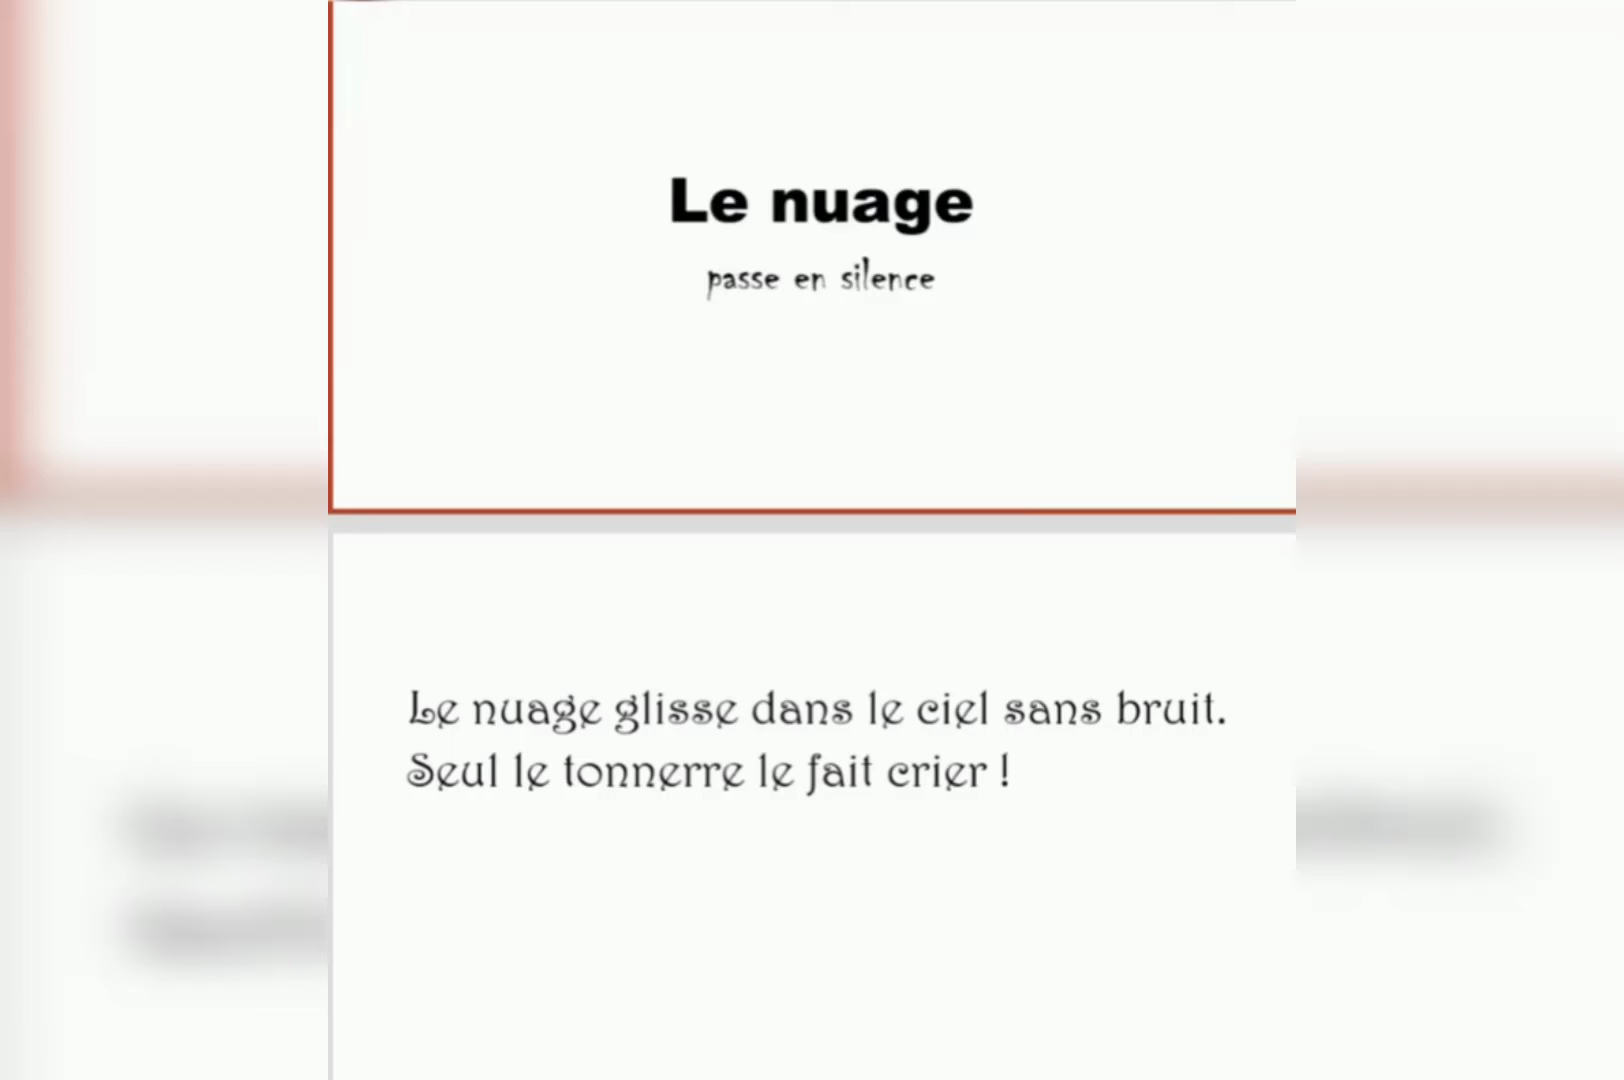 Le nuage
passe en silence
Le nuage glisse dans le ciel sans bruit.
Seul le tonnerre le fait crier !